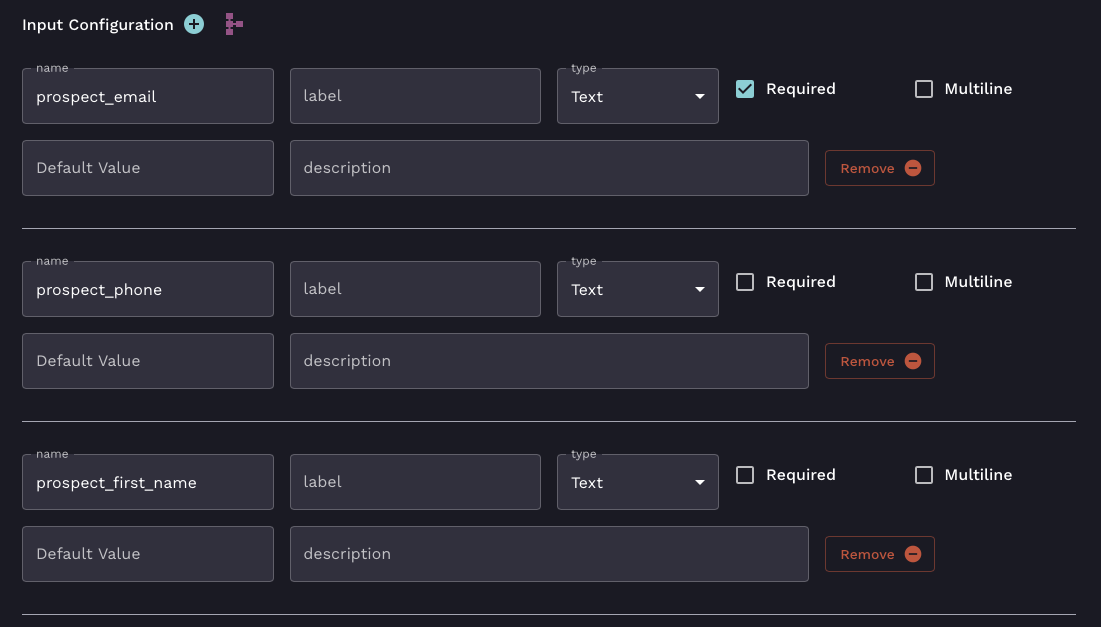 Input Configuration
name
prospect_email
label
type
Text
Required
Multiline
Default Value
description
Remove
name
prospect_phone
label
type
Text
Required
Multiline
Default Value
description
Remove
name
prospect_first_name
label
type
Text
Required
Multiline
Default Value
description
Remove